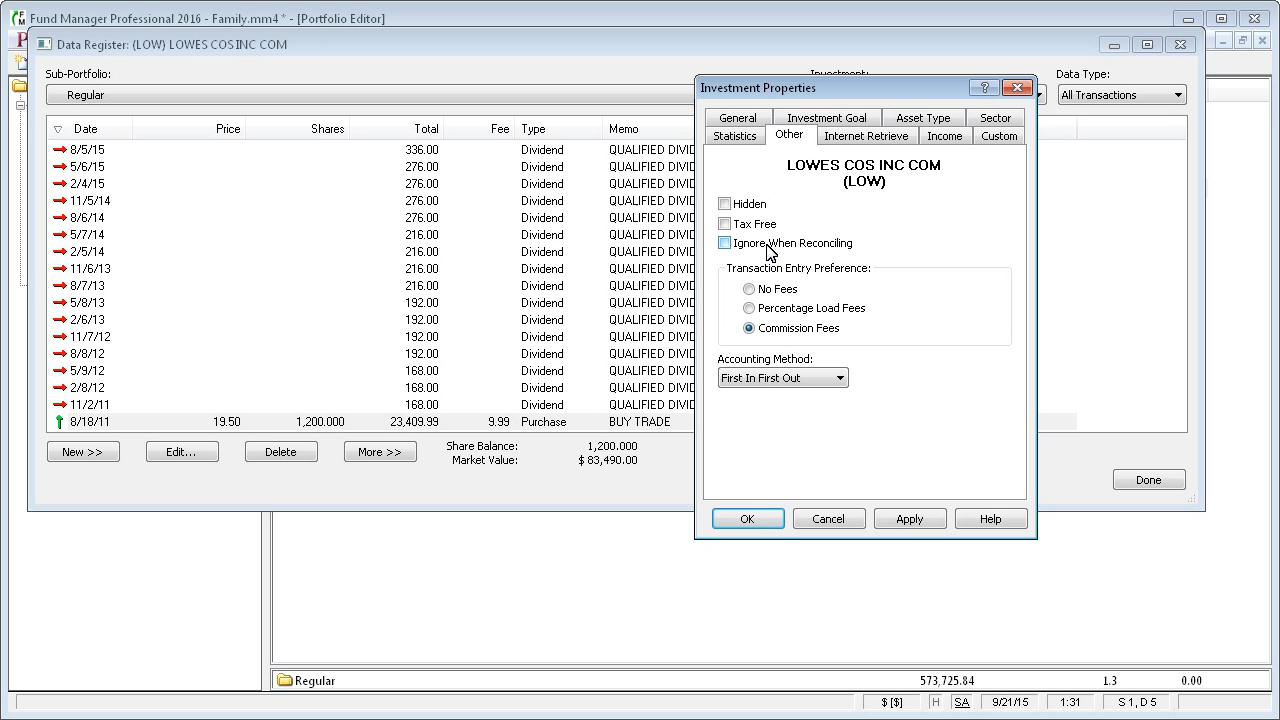 Fund Manager Professional 2016 - Family.mm4 * - [Portfolio Editor]
Data Register: (LOW) LOWES COS INC COM
Sub-Portfolio:
Investment:
Data Type:
Regular
All Transactions
Date Price Shares Total Fee Type Memo
8/5/15 336.00 Dividend QUALIFIED DIVID
5/6/15 276.00 Dividend QUALIFIED DIVID
2/4/15 276.00 Dividend QUALIFIED DIVID
11/5/14 276.00 Dividend QUALIFIED DIVID
8/6/14 276.00 Dividend QUALIFIED DIVID
5/7/14 216.00 Dividend QUALIFIED DIVID
2/5/14 216.00 Dividend QUALIFIED DIVID
11/6/13 216.00 Dividend QUALIFIED DIVID
8/7/13 216.00 Dividend QUALIFIED DIVID
5/8/13 192.00 Dividend QUALIFIED DIVID
2/6/13 192.00 Dividend QUALIFIED DIVID
11/7/12 192.00 Dividend QUALIFIED DIVID
8/8/12 192.00 Dividend QUALIFIED DIVID
5/9/12 168.00 Dividend QUALIFIED DIVID
2/8/12 168.00 Dividend QUALIFIED DIVID
11/2/11 168.00 Dividend QUALIFIED DIVID
8/18/11 19.50 1,200.000 23,409.99 9.99 Purchase BUY TRADE
New >> Edit... Delete More >>
Share Balance: 1,200.000
Market Value: $ 83,490.00
Done
Investment Properties
?
General Investment Goal Asset Type Sector
Statistics Other Internet Retrieve Income Custom
LOWES COS INC COM
(LOW)
Hidden
Tax Free
Ignore When Reconciling
Transaction Entry Preference:
No Fees
Percentage Load Fees
Commission Fees
Accounting Method:
First In First Out
OK Cancel Apply Help
Regular 573,725.84 1.3 0.00
$ [$] H SA 9/21/15 1:31 S 1, D 5